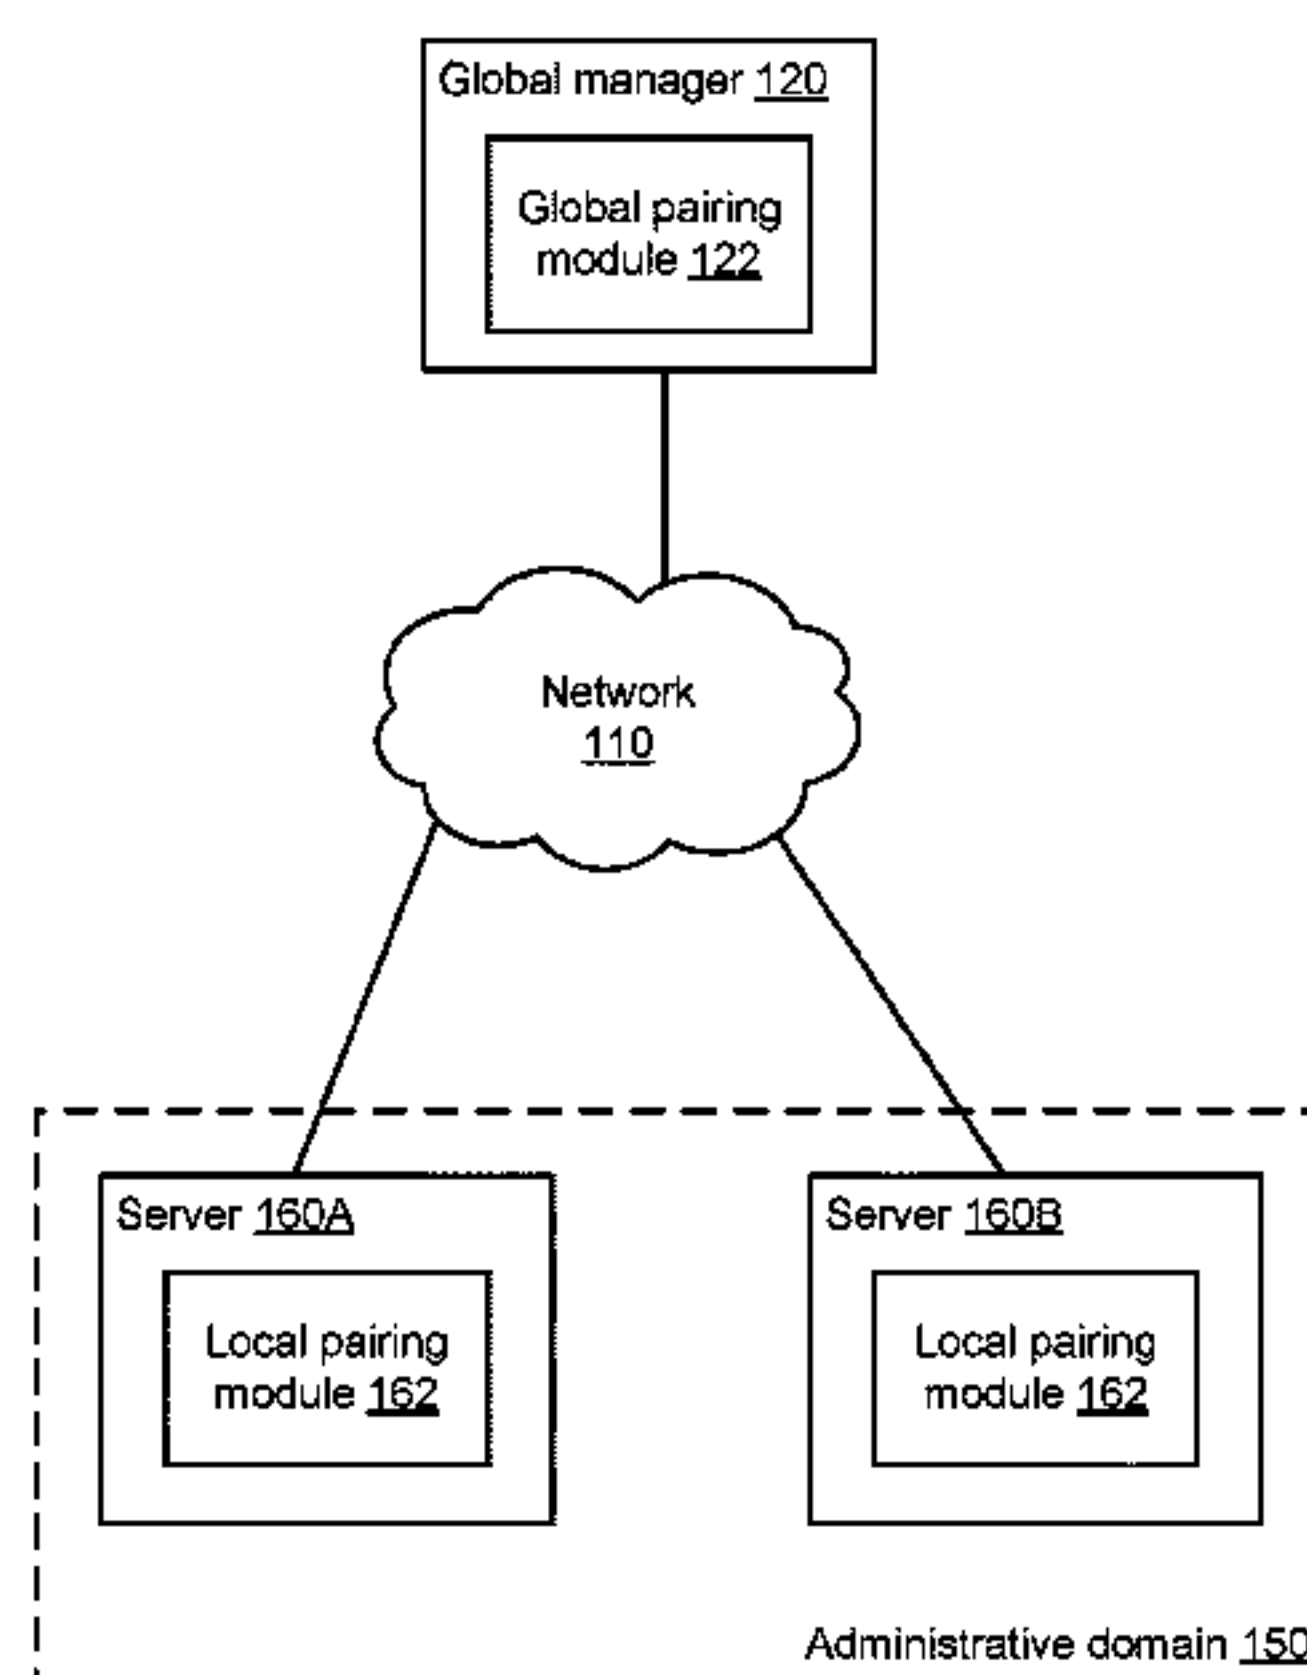 Global manager 120
Global pairing
module 122
Network
110
Server 160A
Local pairing
module 162
Server 160B
Local pairing
module 162
Administrative domain 150